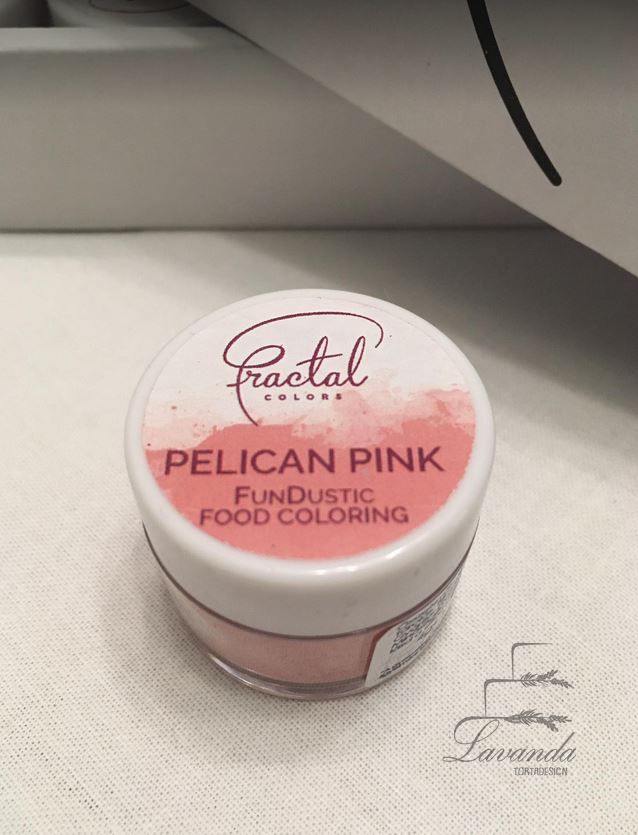 Fractal
COLORS
PELICAN PINK
FUNDUSTIC
FOOD COLORING
Lavanda
TORTADESIGN